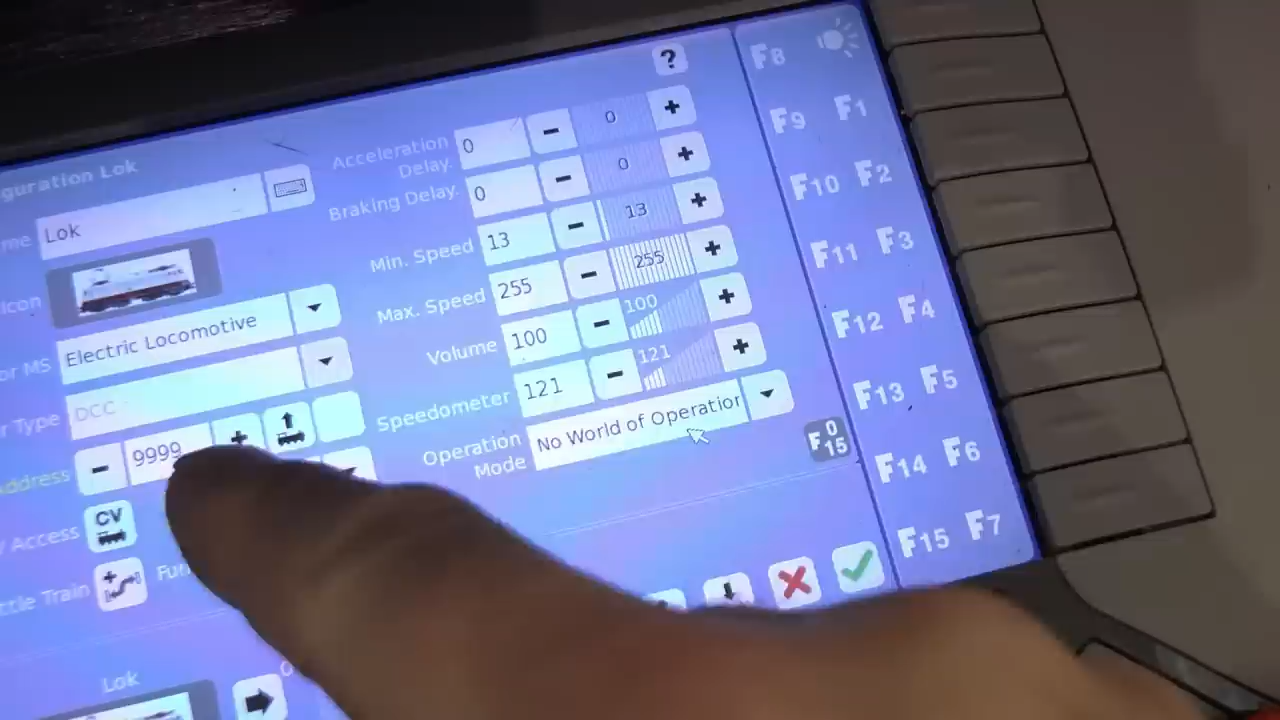 ?
guration Lok
me Lok
Icon
or MS Electric Locomotive
Type DCC
Address - 9999 +
Access CV
ttle Train
Fun
Lok
Acceleration Delay. 0 - 0 +
Braking Delay. 0 - 0 +
Min. Speed 13 - 13 +
Max. Speed 255 - 255 +
Volume 100 - 100 +
Speedometer 121 - 121 +
Operation Mode No World of Operation
F0 15
F8
F9 F1
F10 F2
F11 F3
F12 F4
F13 F5
F14 F6
F15 F7